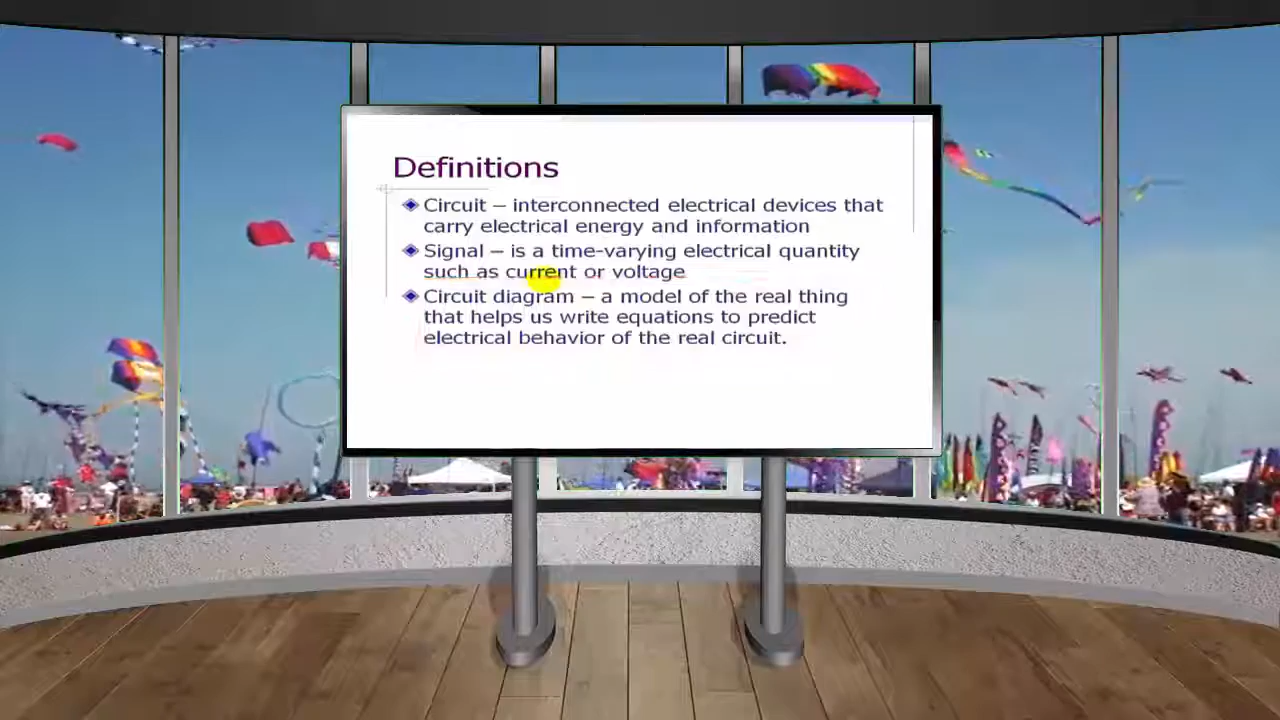 Definitions
Circuit – interconnected electrical devices that
carry electrical energy and information
Signal – is a time-varying electrical quantity
such as current or voltage
Circuit diagram – a model of the real thing
that helps us write equations to predict
electrical behavior of the real circuit.